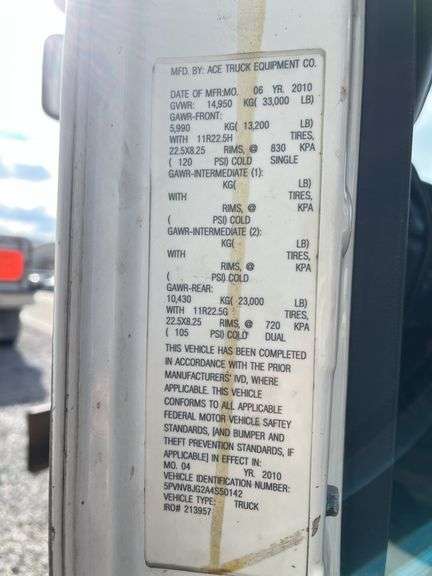 MFD. BY: ACE TRUCK EQUIPMENT CO.
DATE OF MFR:MO. 06 YR. 2010
GVWR: 14,950 KG( 33,000 LB)
GAWR-FRONT:
5,990 KG( 13,200 LB)
WITH 11R22.5H TIRES,
22.5X8.25 RIMS, @ 830 KPA
( 120 PSI) COLD SINGLE
GAWR-INTERMEDIATE (1):
KG( LB)
WITH TIRES,
RIMS, @ KPA
( PSI) COLD
GAWR-INTERMEDIATE (2):
KG( LB)
WITH TIRES,
RIMS, @ KPA
( PSI) COLD
GAWR-REAR:
10,430 KG( 23,000 LB)
WITH 11R22.5G TIRES,
22.5X8.25 RIMS, @ 720 KPA
( 105 PSI) COLD DUAL
THIS VEHICLE HAS BEEN COMPLETED
IN ACCORDANCE WITH THE PRIOR
MANUFACTURERS' IVD, WHERE
APPLICABLE. THIS VEHICLE
CONFORMS TO ALL APPLICABLE
FEDERAL MOTOR VEHICLE SAFTEY
STANDARDS, [AND BUMPER AND
THEFT PREVENTION STANDARDS, IF
APPLICABLE] IN EFFECT IN:
MO. 04 YR. 2010
VEHICLE IDENTIFICATION NUMBER:
5PVNV8JG2A4S50142
VEHICLE TYPE: TRUCK
IRO# 213957